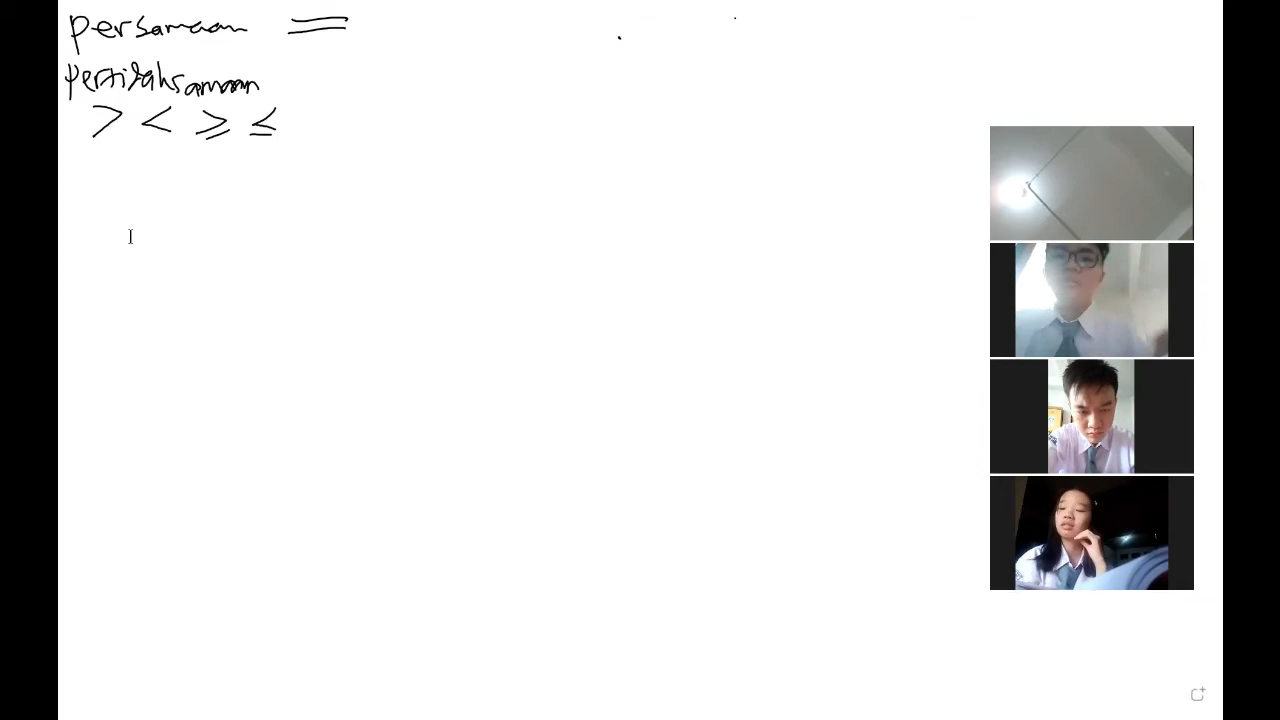 persamaan =
pertidaksamaan
> < ≥ ≤